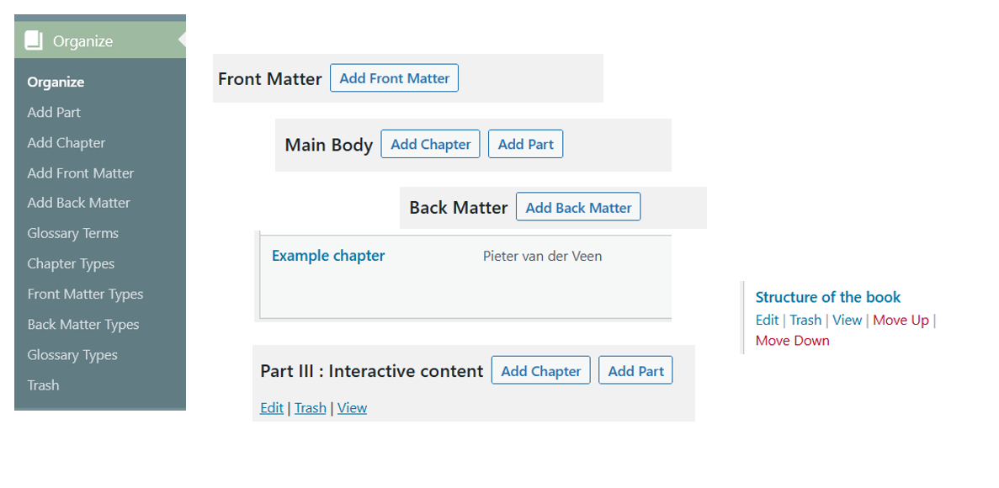 Organize
Organize
Add Part
Add Chapter
Add Front Matter
Add Back Matter
Glossary Terms
Chapter Types
Front Matter Types
Back Matter Types
Glossary Types
Trash
Front Matter Add Front Matter
Main Body Add Chapter Add Part
Back Matter Add Back Matter
Example chapter Pieter van der Veen
Part III : Interactive content Add Chapter Add Part
Edit | Trash | View
Structure of the book
Edit | Trash | View | Move Up |
Move Down